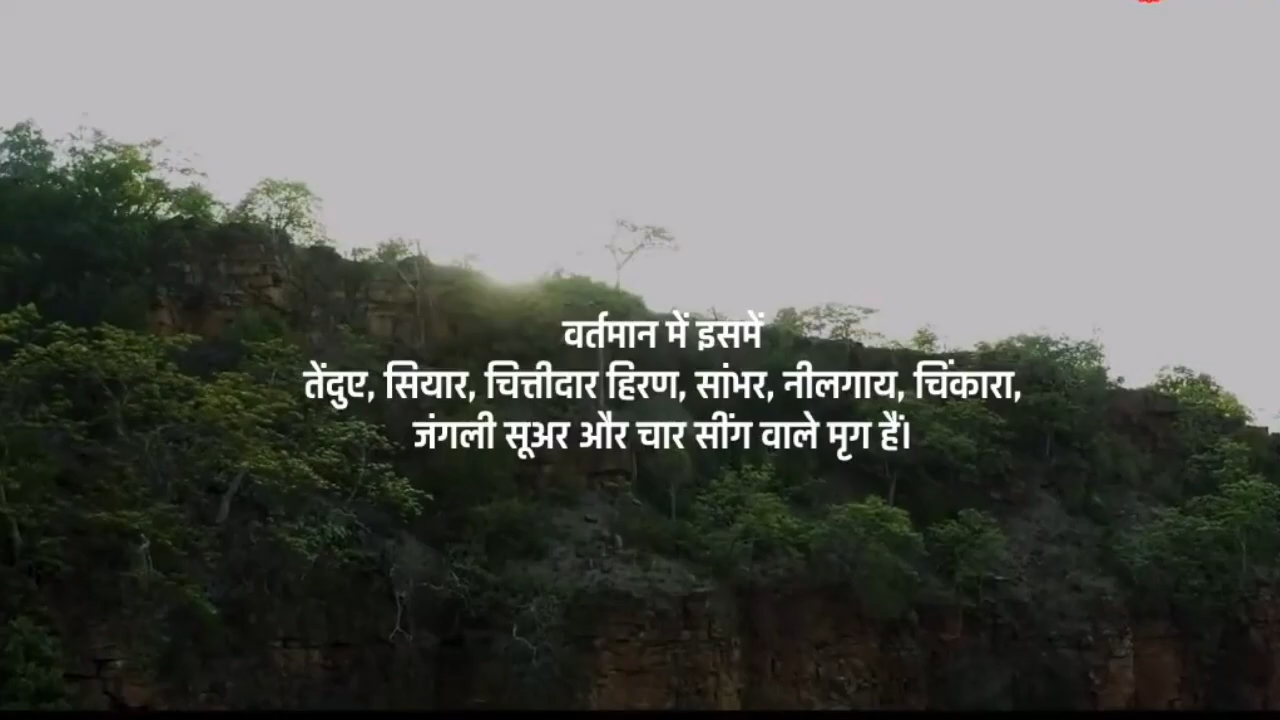 वर्तमान में इसमें
तेंदुए, सियार, चित्तीदार हिरण, सांभर, नीलगाय, चिंकारा,
जंगली सूअर और चार सींग वाले मृग हैं।